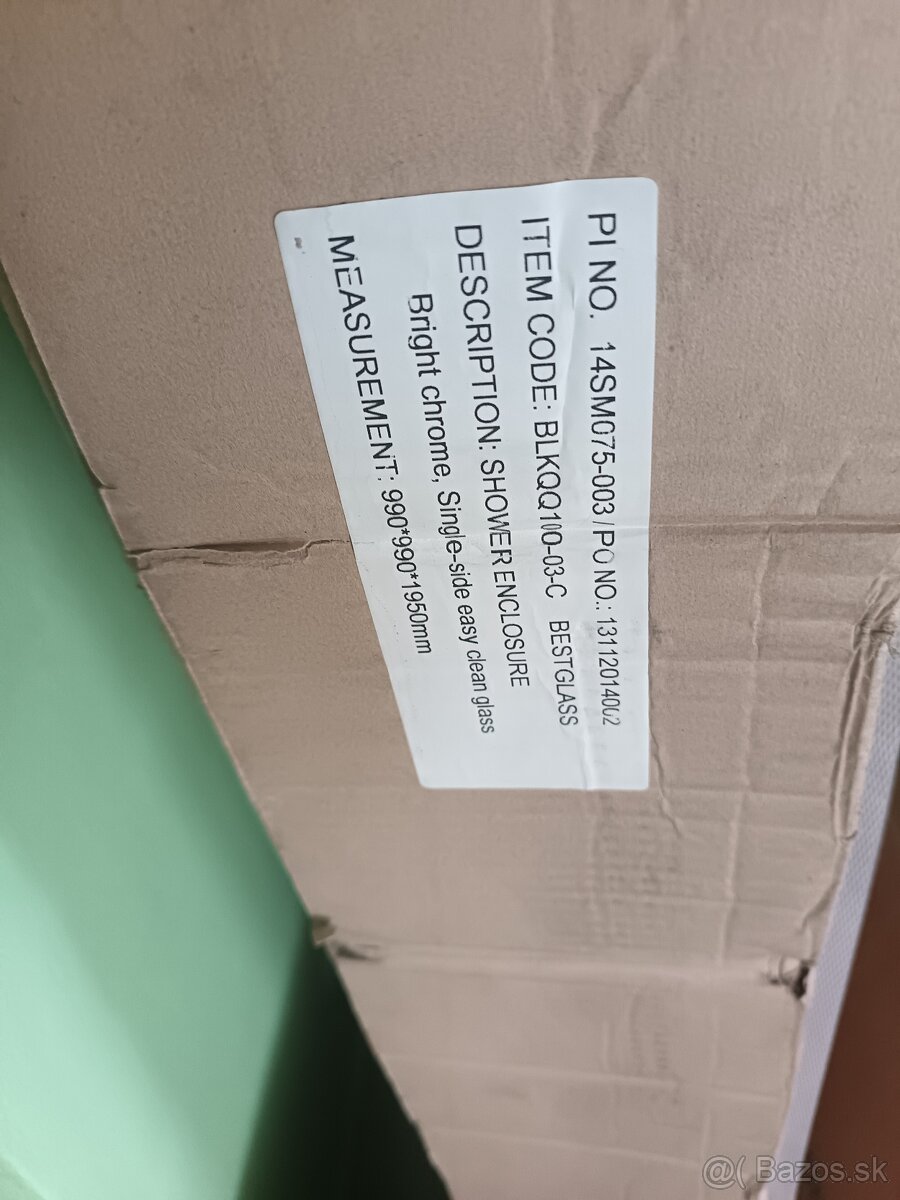 PI NO. 14SM075-003 / PO NO.: 13112014002
ITEM CODE: BLKQQ100-03-C BESTGLASS
DESCRIPTION: SHOWER ENCLOSURE
Bright chrome, Single-side easy clean glass
MEASUREMENT: 990*990*1950mm
@( Bazos.sk